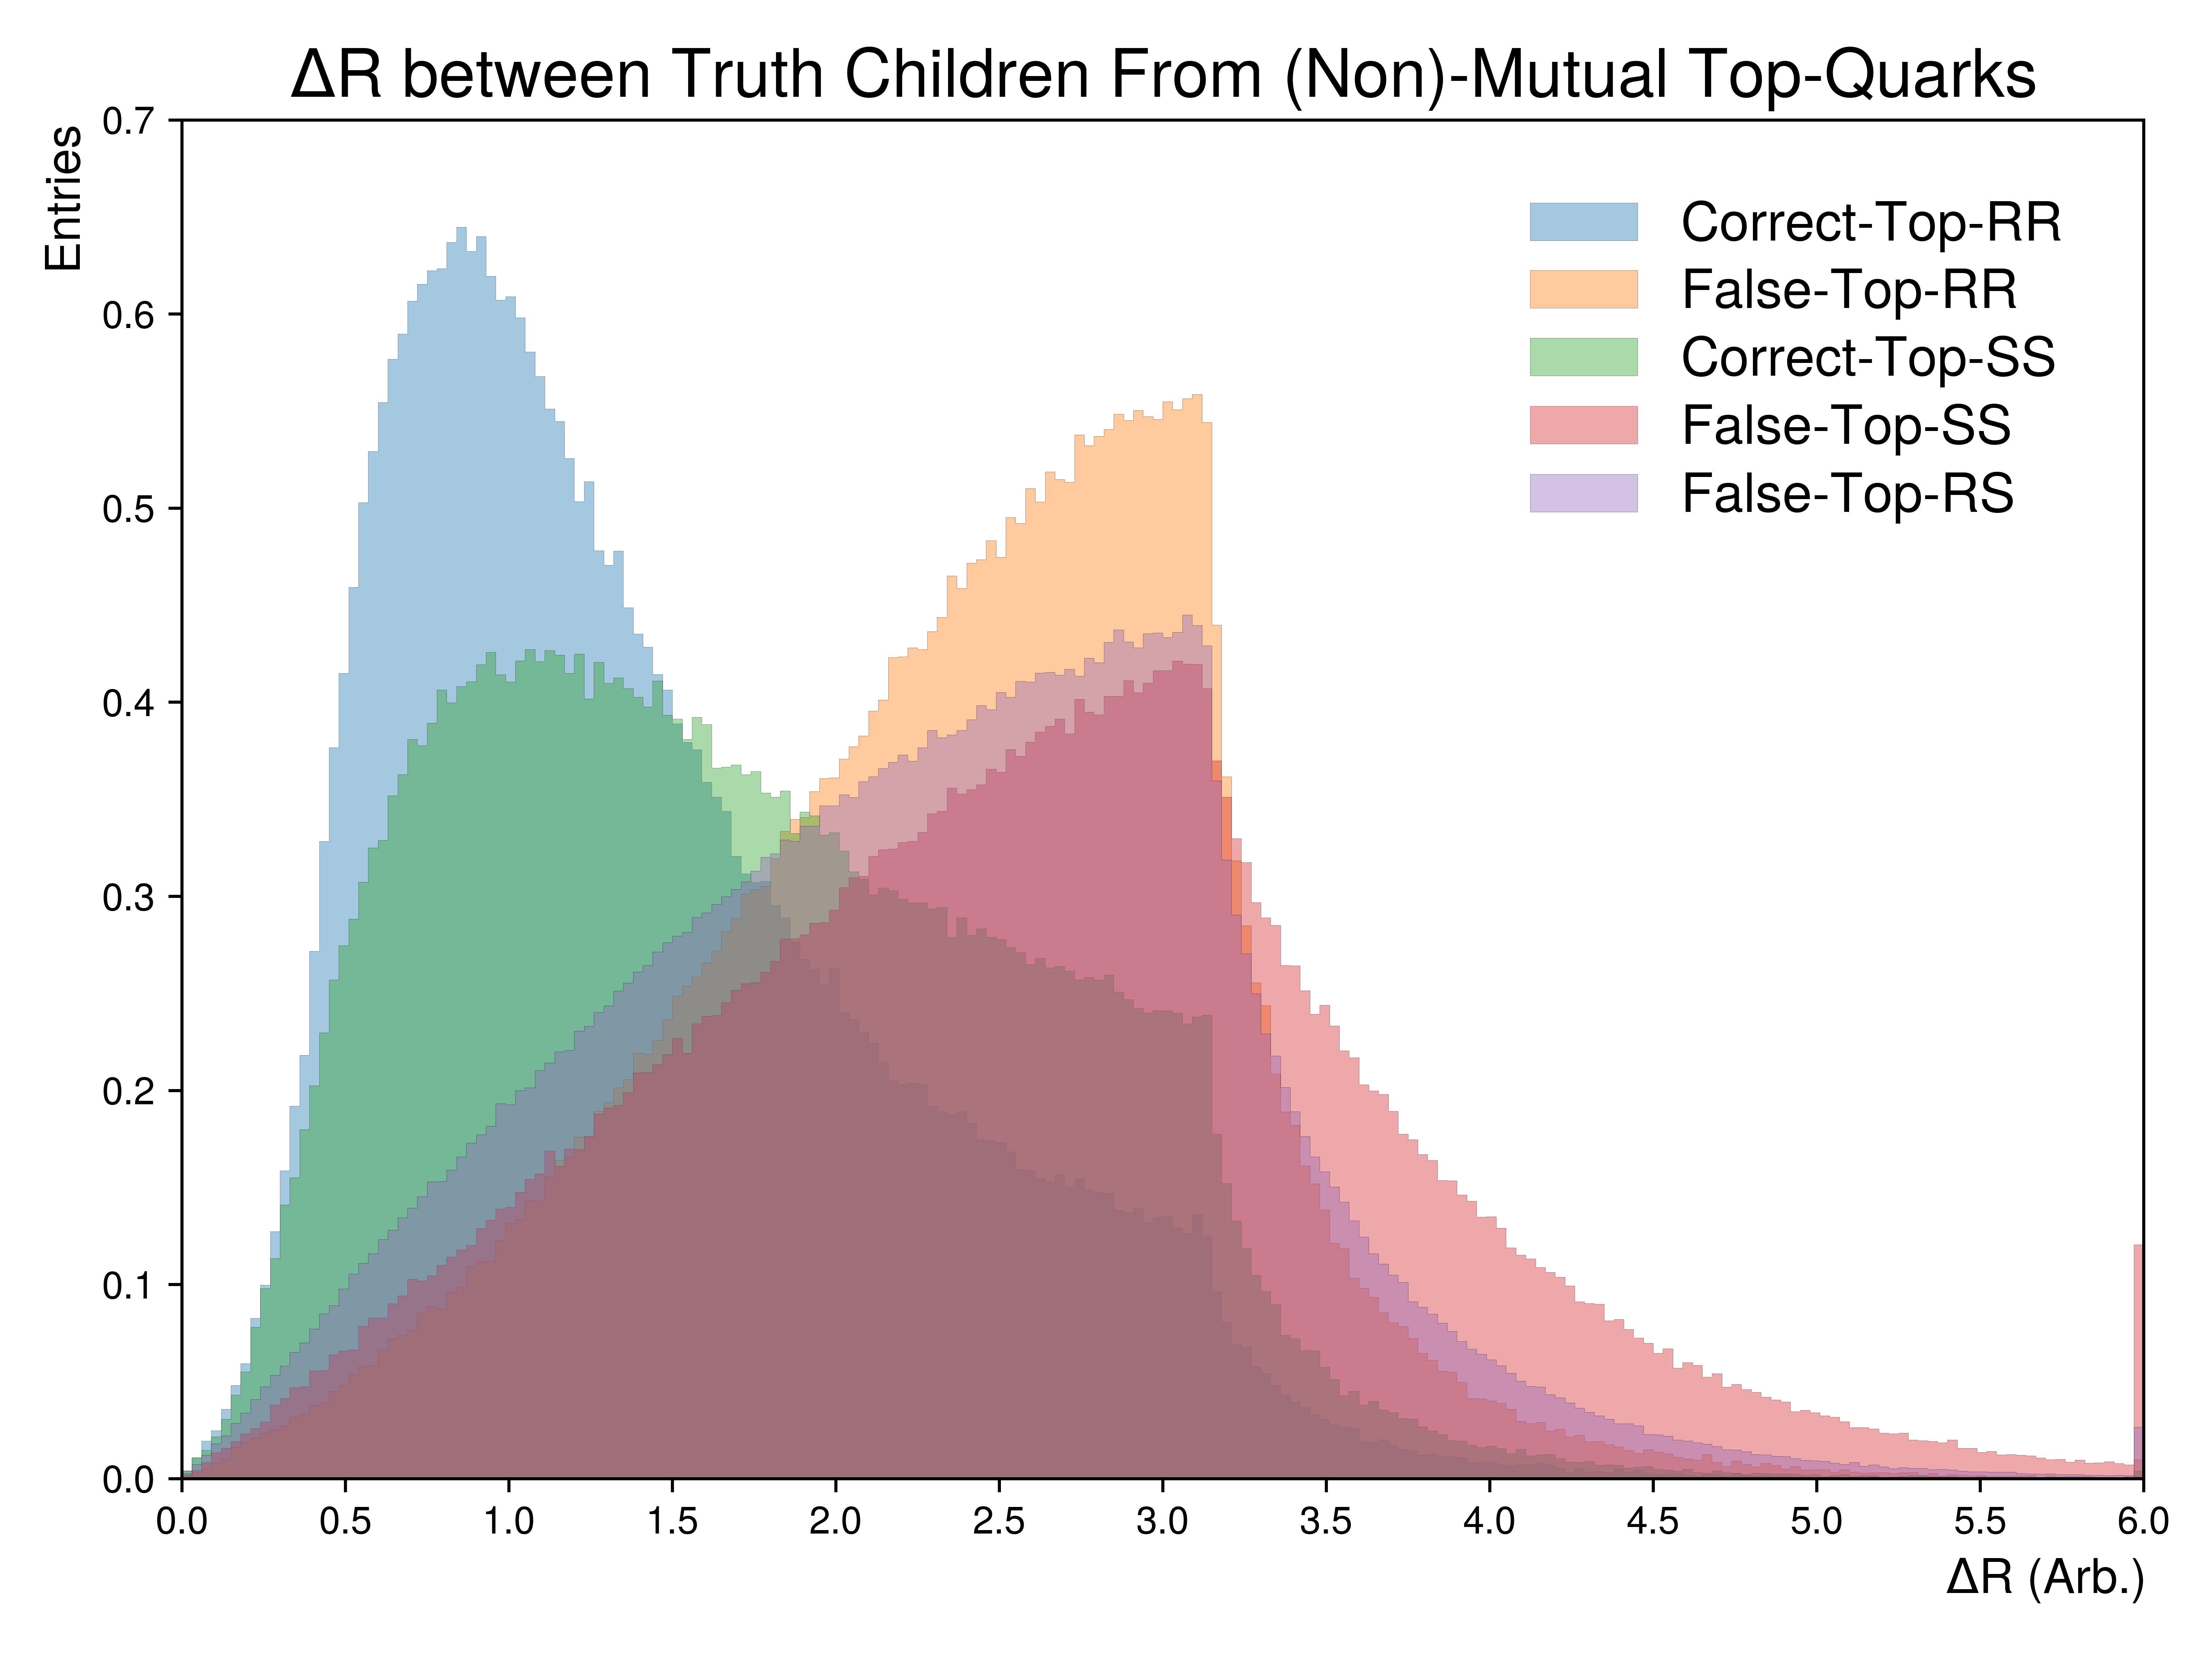 ΔR between Truth Children From (Non)-Mutual Top-Quarks
Entries
0.7
0.6
0.5
0.4
0.3
0.2
0.1
0.0
Correct-Top-RR
False-Top-RR
Correct-Top-SS
False-Top-SS
False-Top-RS
0.0 0.5 1.0 1.5 2.0 2.5 3.0 3.5 4.0 4.5 5.0 5.5 6.0
ΔR (Arb.)